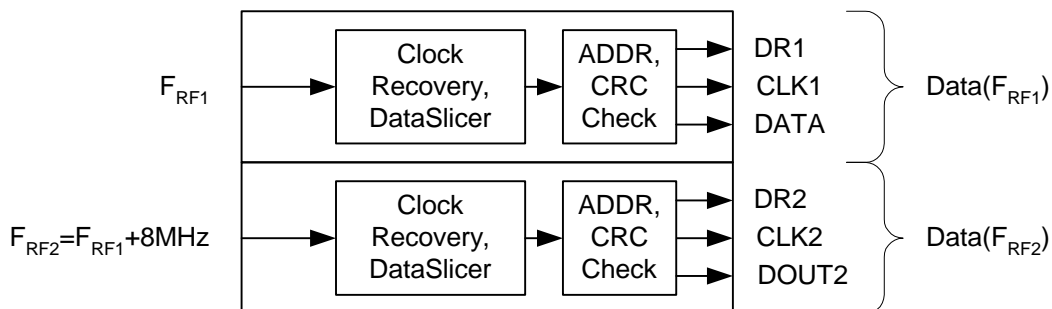 F_RF1
Clock
Recovery,
DataSlicer
ADDR,
CRC
Check
DR1
CLK1
DATA
Data(F_RF1)
F_RF2=F_RF1+8MHz
Clock
Recovery,
DataSlicer
ADDR,
CRC
Check
DR2
CLK2
DOUT2
Data(F_RF2)